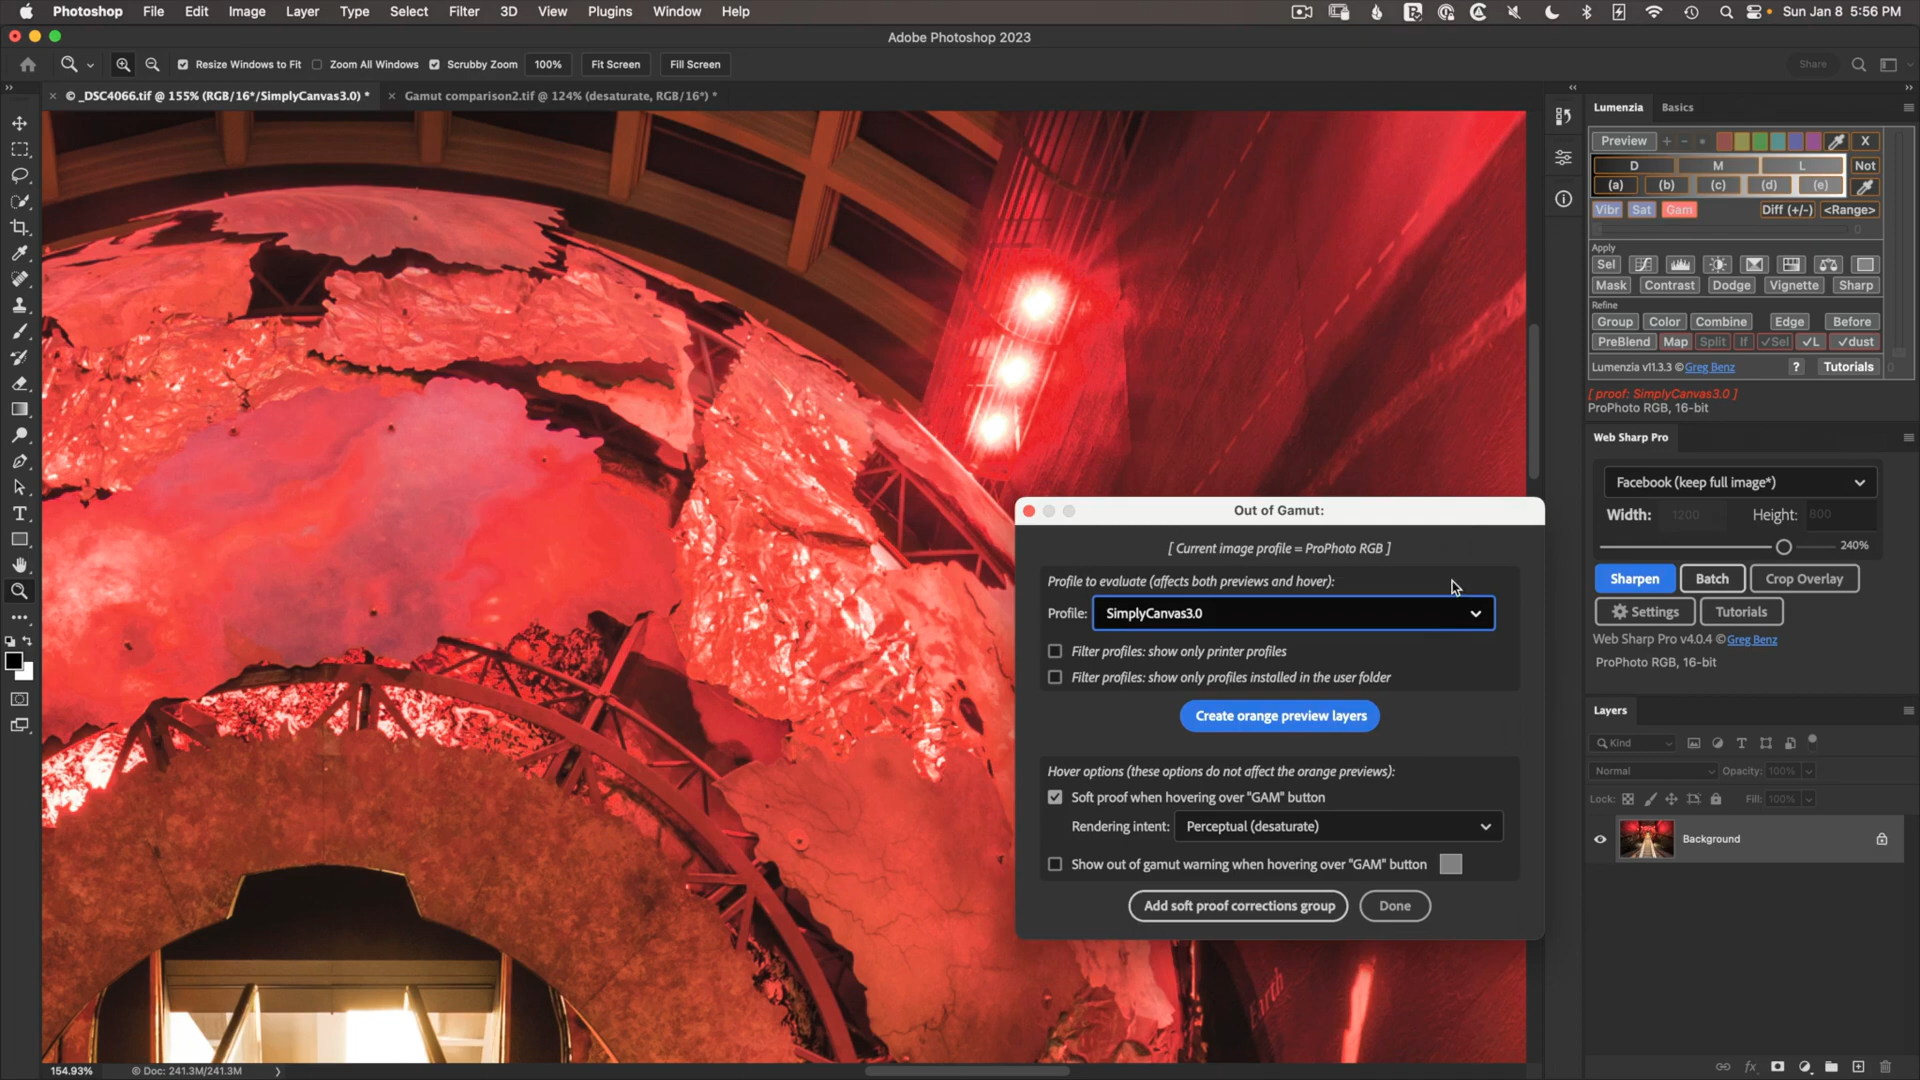 Photoshop File Edit Image Layer Type Select Filter 3D View Plugins Window Help Sun Jan 8 5:56 PM
Adobe Photoshop 2023
Resize Windows to Fit Zoom All Windows Scrubby Zoom 100% Fit Screen Fill Screen Share
© _DSC4066.tif @ 155% (RGB/16*/SimplyCanvas3.0) * Gamut comparison2.tif @ 124% (desaturate, RGB/16*) *
Lumenzia Basics
Preview + - X
D M L Not
(a) (b) (c) (d) (e)
Vibr Sat Gam Diff (+/-) <Range>
0
Apply
Sel
Mask Contrast Dodge Vignette Sharp
Refine
Group Color Combine Edge Before
PreBlend Map Split If ✓Sel ✓L ✓dust
Lumenzia v11.3.3 © Greg Benz ? Tutorials 0
[ proof: SimplyCanvas3.0 ]
ProPhoto RGB, 16-bit
Web Sharp Pro
Facebook (keep full image*)
Width: 1200 Height: 800
240%
Sharpen Batch Crop Overlay
Settings Tutorials
Web Sharp Pro v4.0.4 © Greg Benz
ProPhoto RGB, 16-bit
Layers
Kind
Normal Opacity: 100%
Lock: Fill: 100%
Background
fx
Out of Gamut:
[ Current image profile = ProPhoto RGB ]
Profile to evaluate (affects both previews and hover):
Profile: SimplyCanvas3.0
Filter profiles: show only printer profiles
Filter profiles: show only profiles installed in the user folder
Create orange preview layers
Hover options (these options do not affect the orange previews):
Soft proof when hovering over "GAM" button
Rendering intent: Perceptual (desaturate)
Show out of gamut warning when hovering over "GAM" button
Add soft proof corrections group Done
Earth
154.93% © Doc: 241.3M/241.3M